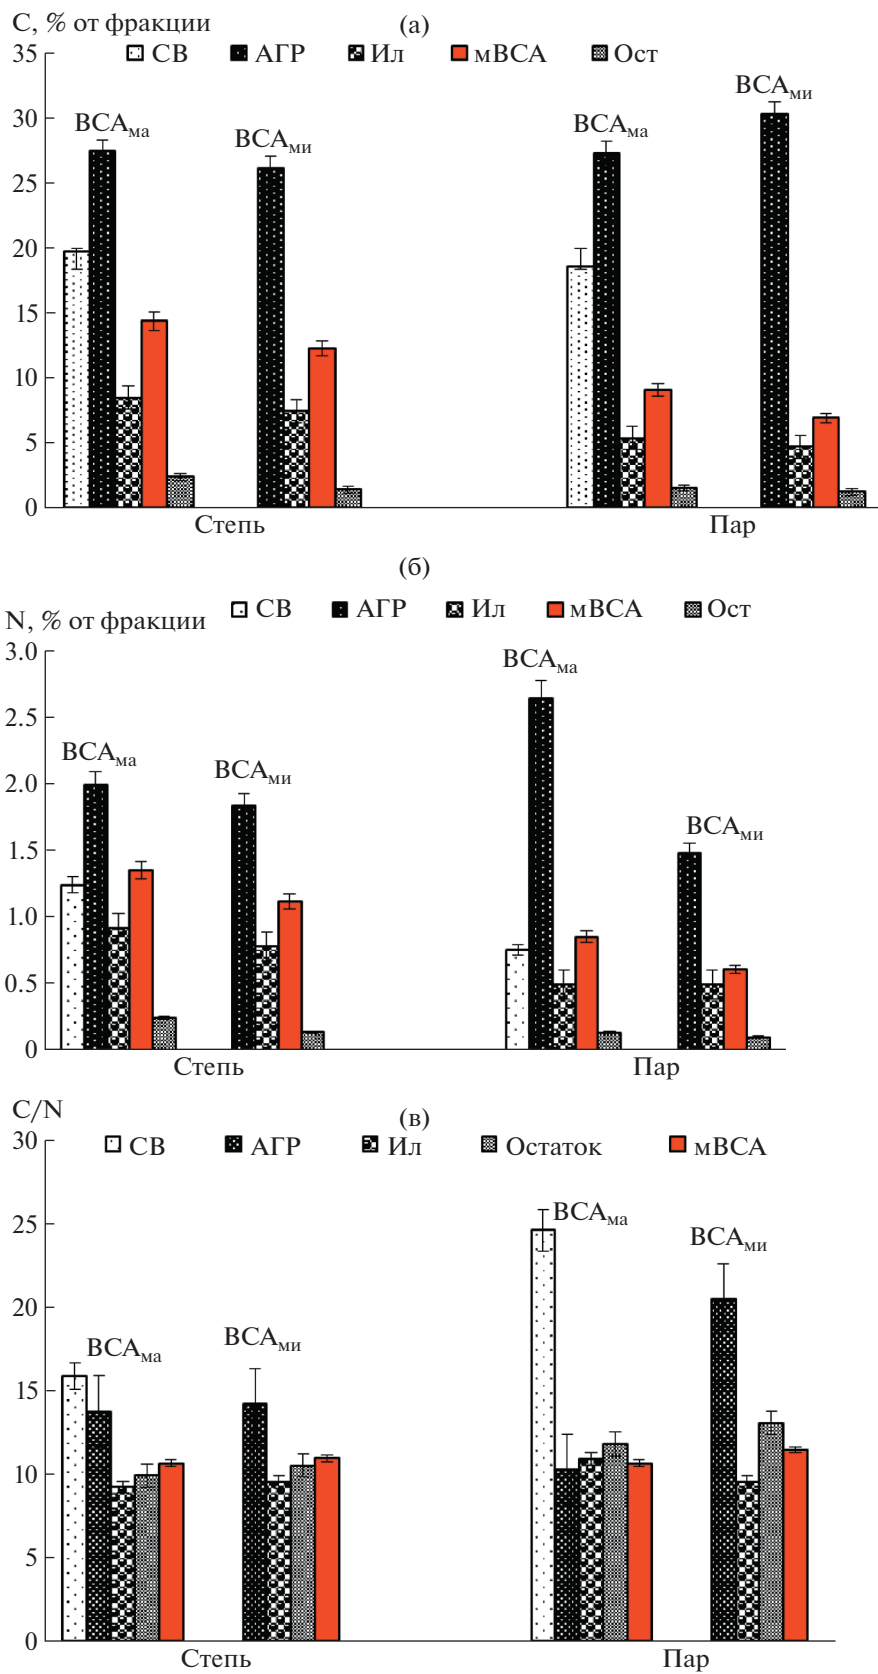 С, % от фракции
(а)
СВ АГР Ил мВСА Ост
35
30
25
20
15
10
5
0
ВСАма
ВСАми
ВСАма
ВСАми
Степь Пар
(б)
N, % от фракции
СВ АГР Ил мВСА Ост
3.0
2.5
2.0
1.5
1.0
0.5
0
ВСАма
ВСАми
ВСАма
ВСАми
Степь Пар
C/N
(в)
СВ АГР Ил Остаток мВСА
30
25
20
15
10
5
0
ВСАма
ВСАми
ВСАма
ВСАми
Степь Пар